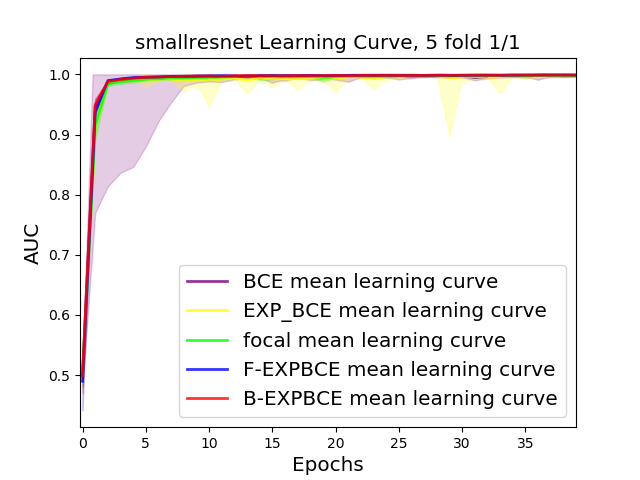 smallresnet Learning Curve, 5 fold 1/1
1.0
0.9
0.8
0.7
0.6
0.5
AUC
BCE mean learning curve
EXP_BCE mean learning curve
focal mean learning curve
F-EXPBCE mean learning curve
B-EXPBCE mean learning curve
0 5 10 15 20 25 30 35
Epochs